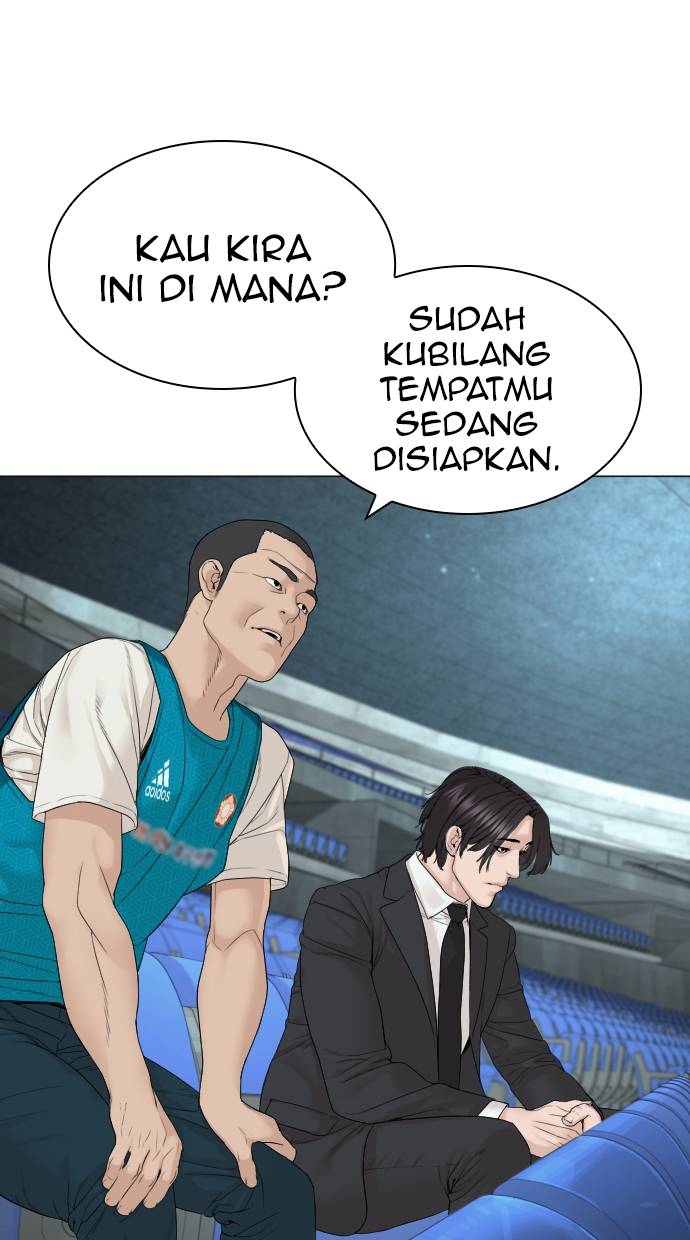 KAU KIRA
INI DI MANA?
SUDAH
KUBILANG
TEMPATMU
SEDANG
DISIAPKAN.
adidas